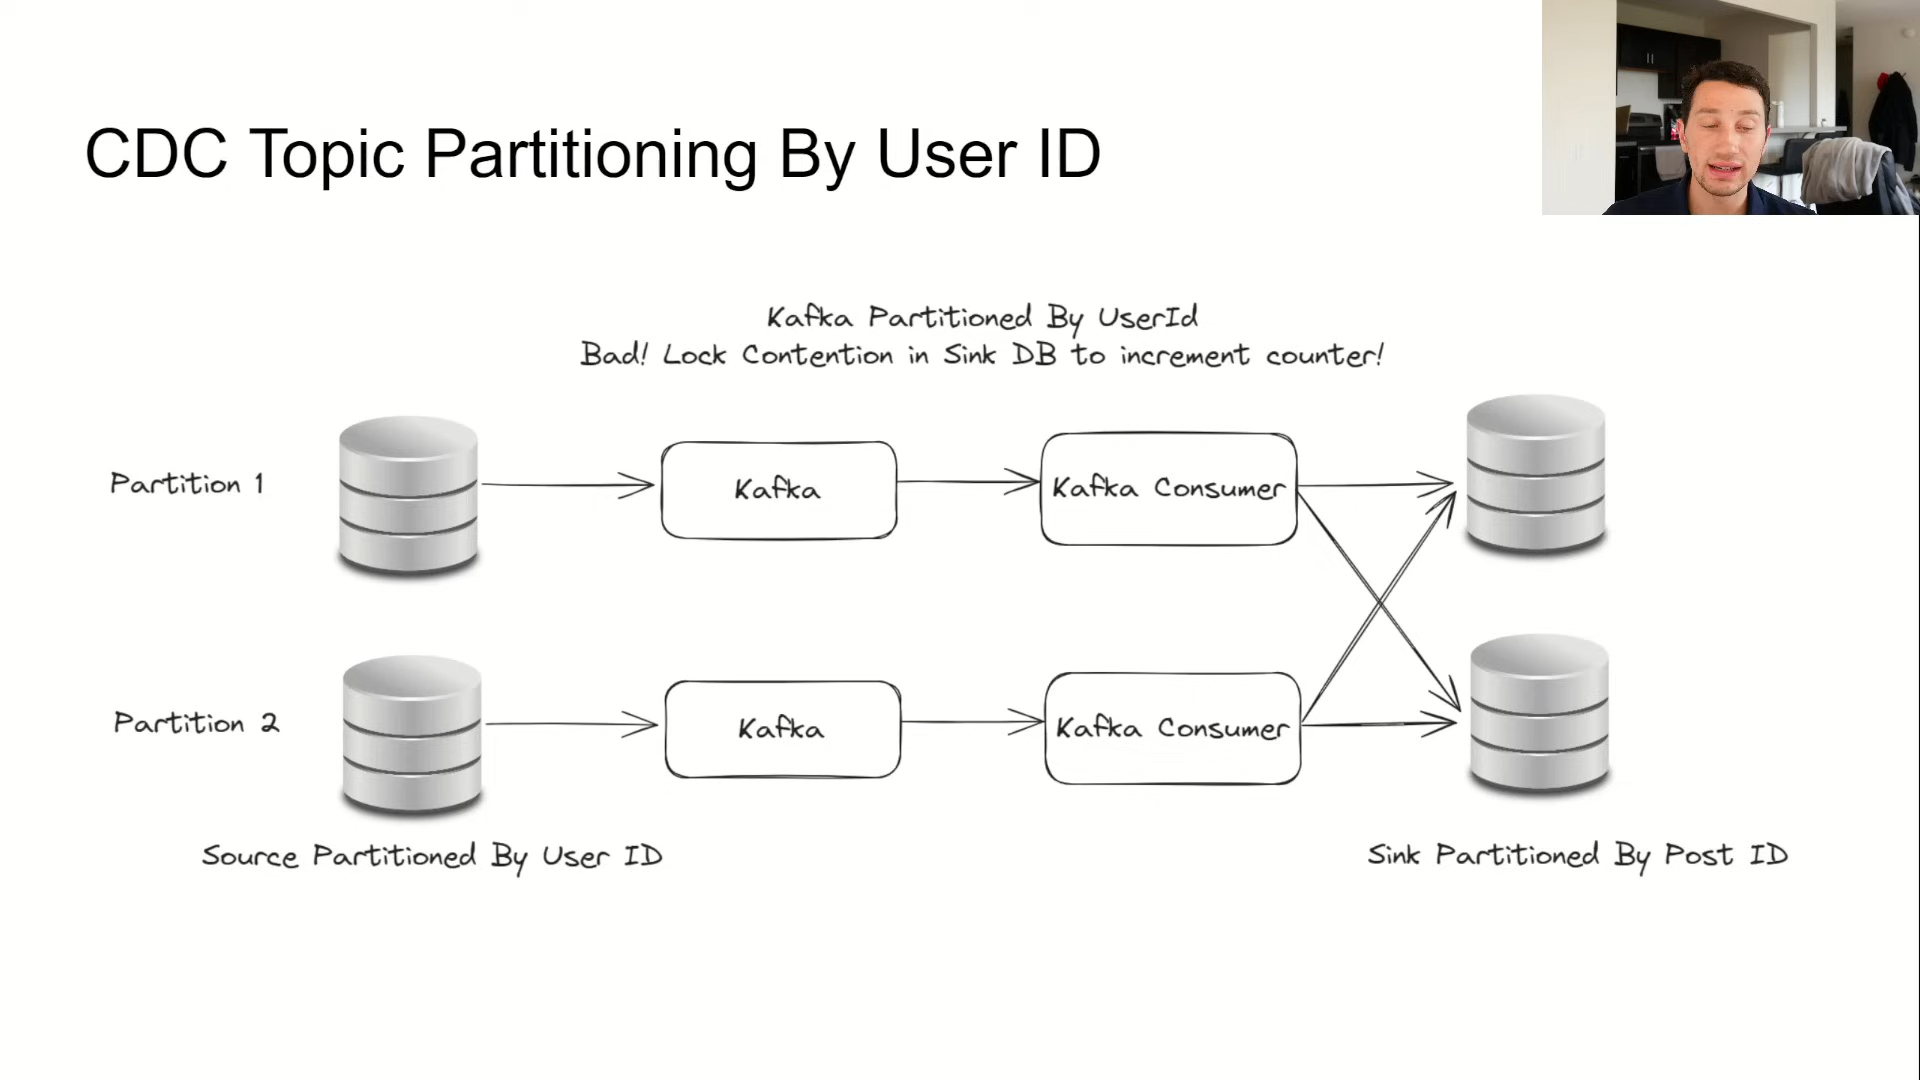 CDC Topic Partitioning By User ID
Kafka Partitioned By UserId
Bad! Lock Contention in Sink DB to increment counter!
Partition 1
Kafka
Kafka Consumer
Partition 2
Kafka
Kafka Consumer
Source Partitioned By User ID
Sink Partitioned By Post ID